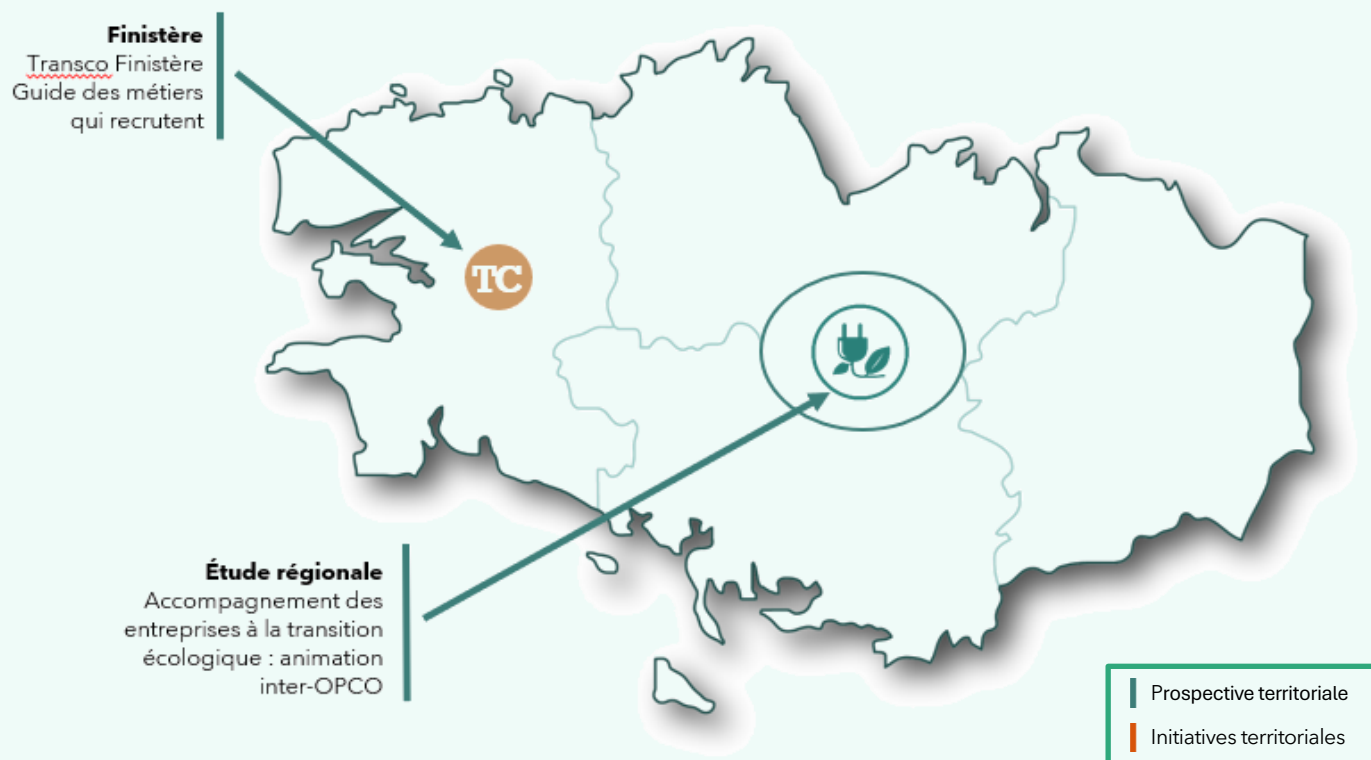 Finistère
Transco Finistère
Guide des métiers
qui recrutent
TC
Étude régionale
Accompagnement des
entreprises à la transition
écologique : animation
inter-OPCO
Prospective territoriale
Initiatives territoriales